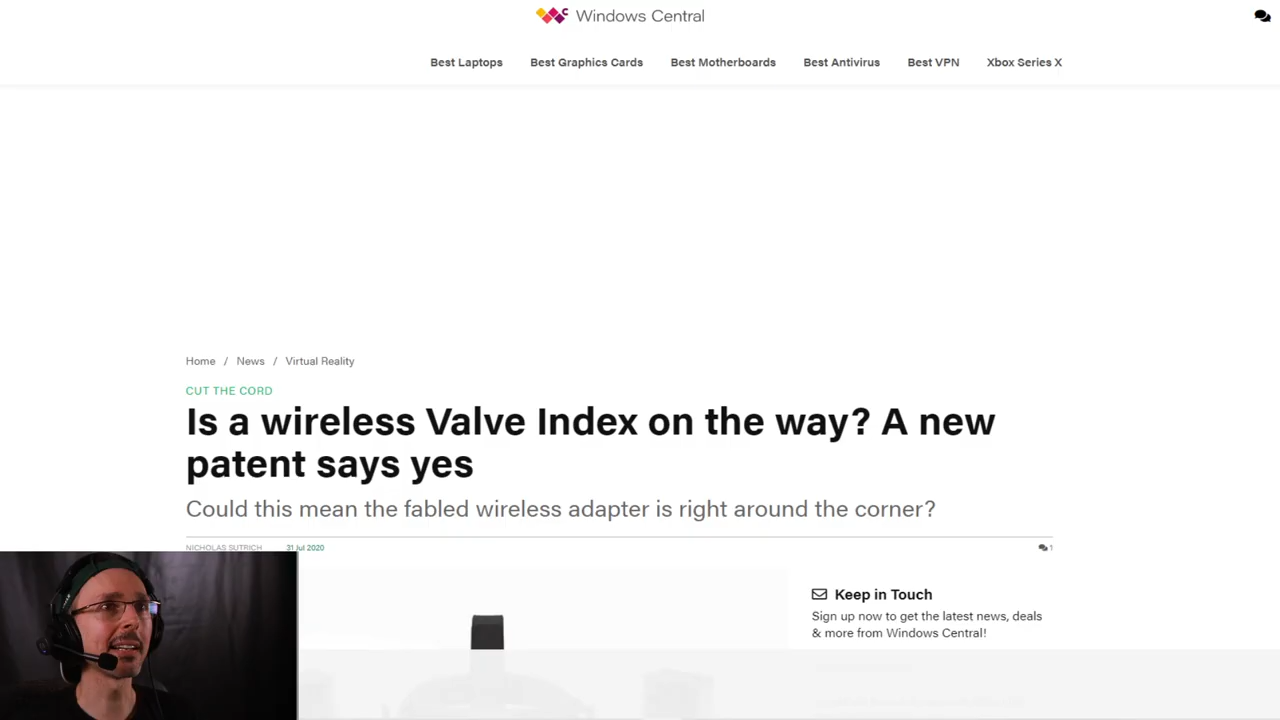 Windows Central
Best Laptops Best Graphics Cards Best Motherboards Best Antivirus Best VPN Xbox Series X
Home / News / Virtual Reality
CUT THE CORD
Is a wireless Valve Index on the way? A new
patent says yes
Could this mean the fabled wireless adapter is right around the corner?
NICHOLAS SUTRICH 31 Jul 2020 1
Keep in Touch
Sign up now to get the latest news, deals
& more from Windows Central!